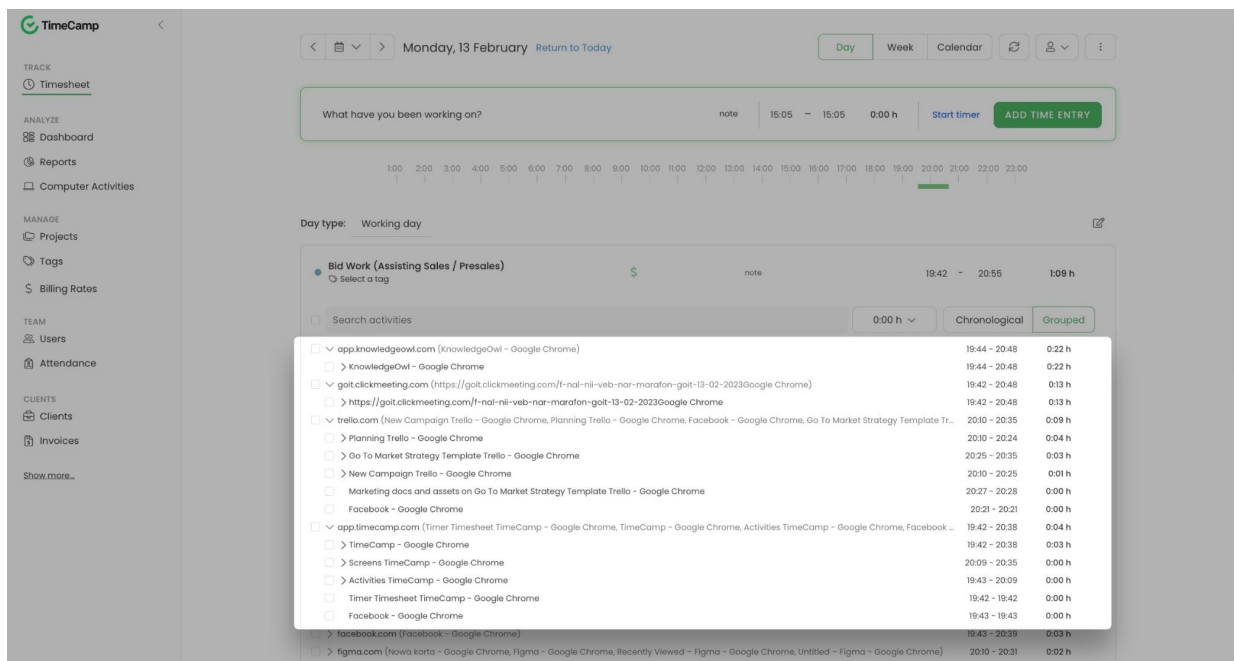 TimeCamp
TRACK
Timesheet
ANALYZE
Dashboard
Reports
Computer Activities
MANAGE
Projects
Tags
$ Billing Rates
TEAM
Users
Attendance
CLIENTS
Clients
Invoices
Show more...
Monday, 13 February Return to Today
Day Week Calendar
What have you been working on? note 15:05 - 15:05 0:00 h Start timer ADD TIME ENTRY
1:00 2:00 3:00 4:00 5:00 6:00 7:00 8:00 9:00 10:00 11:00 12:00 13:00 14:00 15:00 16:00 17:00 18:00 19:00 20:00 21:00 22:00 23:00
Day type: Working day
Bid Work (Assisting Sales / Presales) $ note 19:42 - 20:55 1:09 h
Select a tag
Search activities 0:00 h Chronological Grouped
app.knowledgeowl.com (KnowledgeOwl - Google Chrome) 19:44 - 20:48 0:22 h
KnowledgeOwl - Google Chrome 19:44 - 20:48 0:22 h
goit.clickmeeting.com (https://goit.clickmeeting.com/f-nal-nii-veb-nar-marafon-goit-13-02-2023Google Chrome) 19:42 - 20:48 0:13 h
https://goit.clickmeeting.com/f-nal-nii-veb-nar-marafon-goit-13-02-2023Google Chrome 19:42 - 20:48 0:13 h
trello.com (New Campaign Trello - Google Chrome, Planning Trello - Google Chrome, Facebook - Google Chrome, Go To Market Strategy Template Tr... 20:10 - 20:35 0:09 h
Planning Trello - Google Chrome 20:10 - 20:24 0:04 h
Go To Market Strategy Template Trello - Google Chrome 20:25 - 20:35 0:03 h
New Campaign Trello - Google Chrome 20:10 - 20:25 0:01 h
Marketing docs and assets on Go To Market Strategy Template Trello - Google Chrome 20:27 - 20:28 0:00 h
Facebook - Google Chrome 20:21 - 20:21 0:00 h
app.timecamp.com (Timer Timesheet TimeCamp - Google Chrome, TimeCamp - Google Chrome, Activities TimeCamp - Google Chrome, Facebook ... 19:42 - 20:38 0:04 h
TimeCamp - Google Chrome 19:42 - 20:38 0:03 h
Screens TimeCamp - Google Chrome 20:09 - 20:35 0:00 h
Activities TimeCamp - Google Chrome 19:43 - 20:09 0:00 h
Timer Timesheet TimeCamp - Google Chrome 19:42 - 19:42 0:00 h
Facebook - Google Chrome 19:43 - 19:43 0:00 h
facebook.com (Facebook - Google Chrome) 19:43 - 20:39 0:03 h
figma.com (Nowa karta - Google Chrome, Figma - Google Chrome, Recently Viewed – Figma - Google Chrome, Untitled – Figma - Google Chrome) 20:10 - 20:31 0:02 h